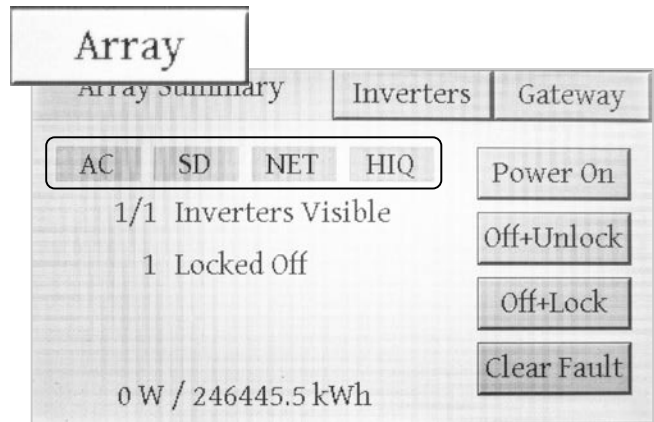 Array
Array Summary Inverters Gateway
AC SD NET HIQ
Power On
1/1 Inverters Visible
Off+Unlock
1 Locked Off
Off+Lock
Clear Fault
0 W / 246445.5 kWh